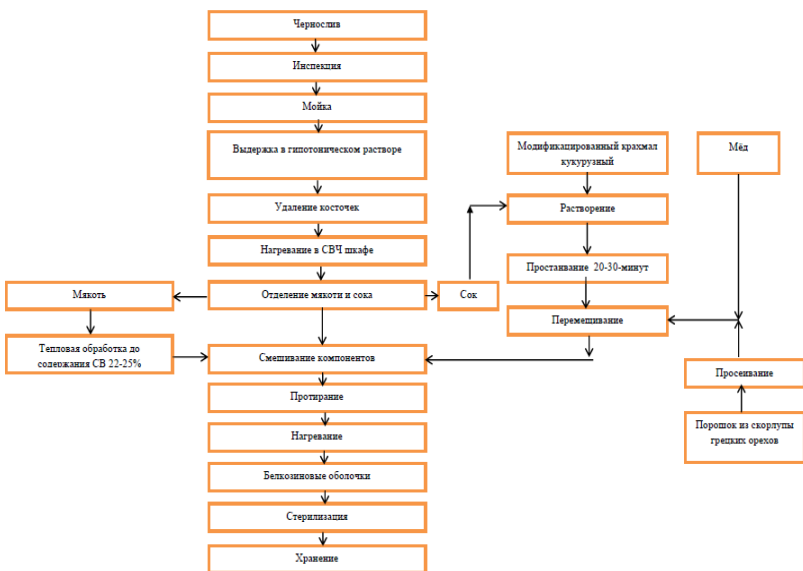 Чернослив
Инспекция
Мойка
Выдержка в гипотоническом растворе
Модификацированный крахмал
кукурузный
Мёд
Удаление косточек
Растворение
Нагревание в СВЧ шкафе
Простаивание 20-30-минут
Мякоть
Отделение мякоти и сока
Сок
Перемешивание
Тепловая обработка до
содержания СВ 22-25%
Смешивание компонентов
Просеивание
Протирание
Порошок из скорлупы
грецких орехов
Нагревание
Белкозиновые оболочки
Стерилизация
Хранение